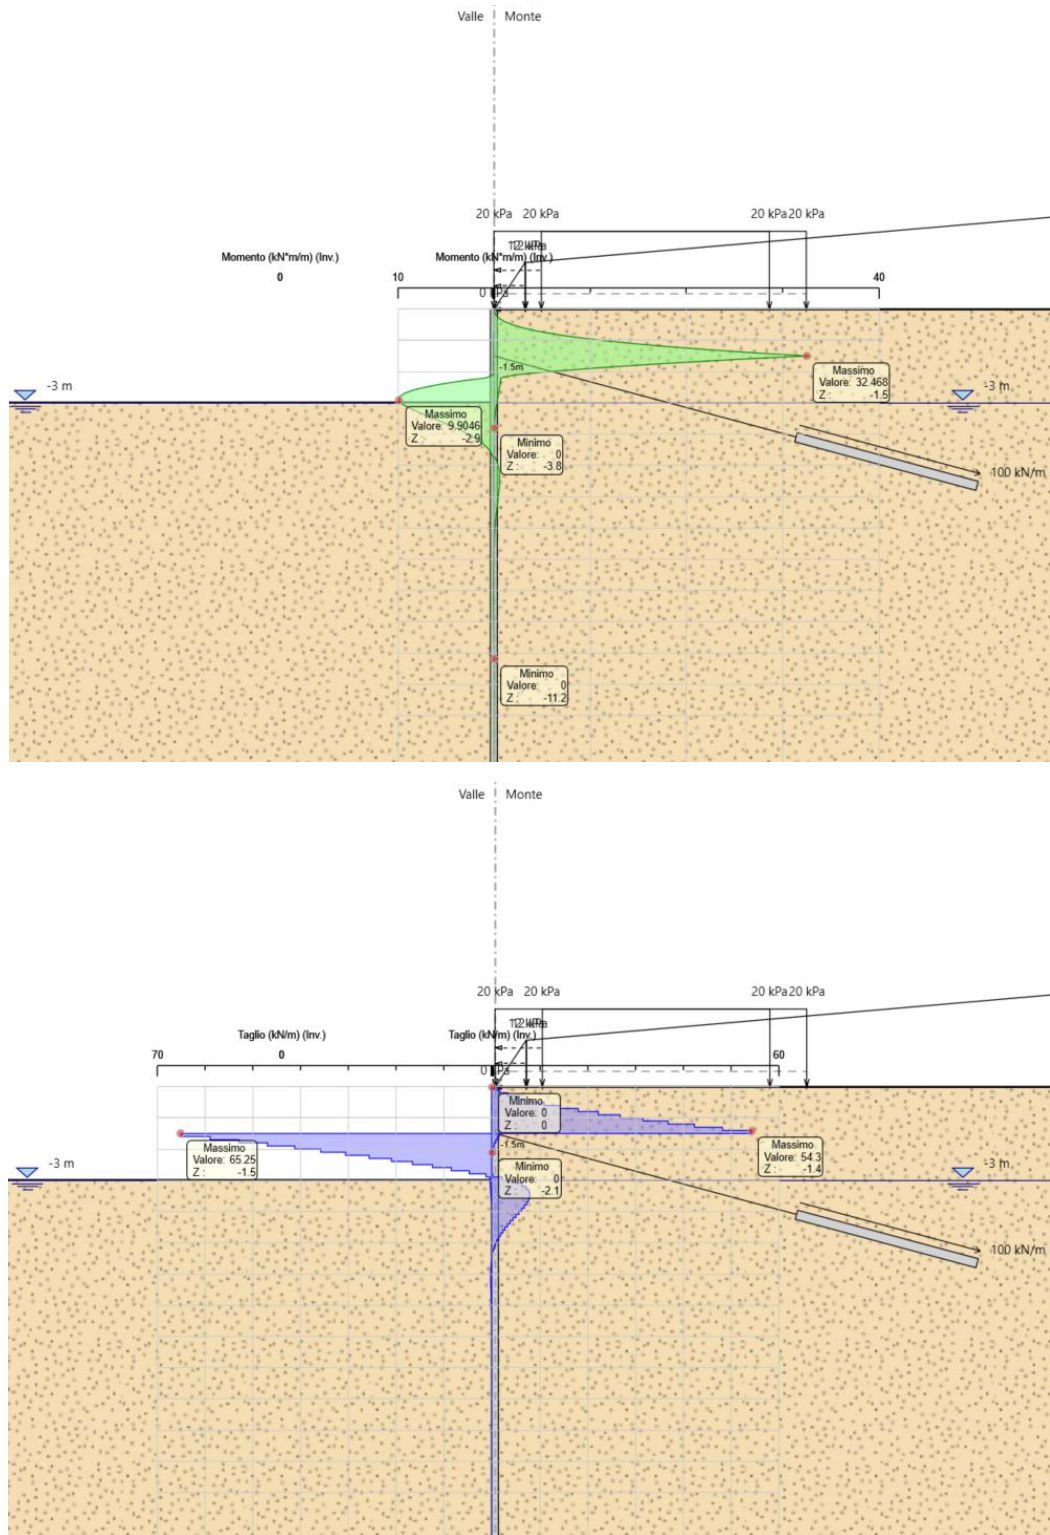 Valle Monte
20 kPa 20 kPa 20 kPa 20 kPa
Momento (kN*m/m) (Inv.) Momento (kN*m/m) (Inv.)
0 10 0 40
-1.5m
-3 m
-3 m
Massimo
Valore: 32.468
Z : -1.5
Massimo
Valore: 9.9046
Z : -2.9
Minimo
Valore: 0
Z : -3.8
100 kN/m
Minimo
Valore: 0
Z : -11.2
Valle Monte
20 kPa 20 kPa 20 kPa 20 kPa
Taglio (kN/m) (Inv.) Taglio (kN/m) (Inv.)
70 0 0 60
Minimo
Valore: 0
Z : 0
-1.5m
Massimo
Valore: 65.25
Z : -1.5
Massimo
Valore: 54.3
Z : -1.4
-3 m
-3 m
Minimo
Valore: 0
Z : -2.1
100 kN/m